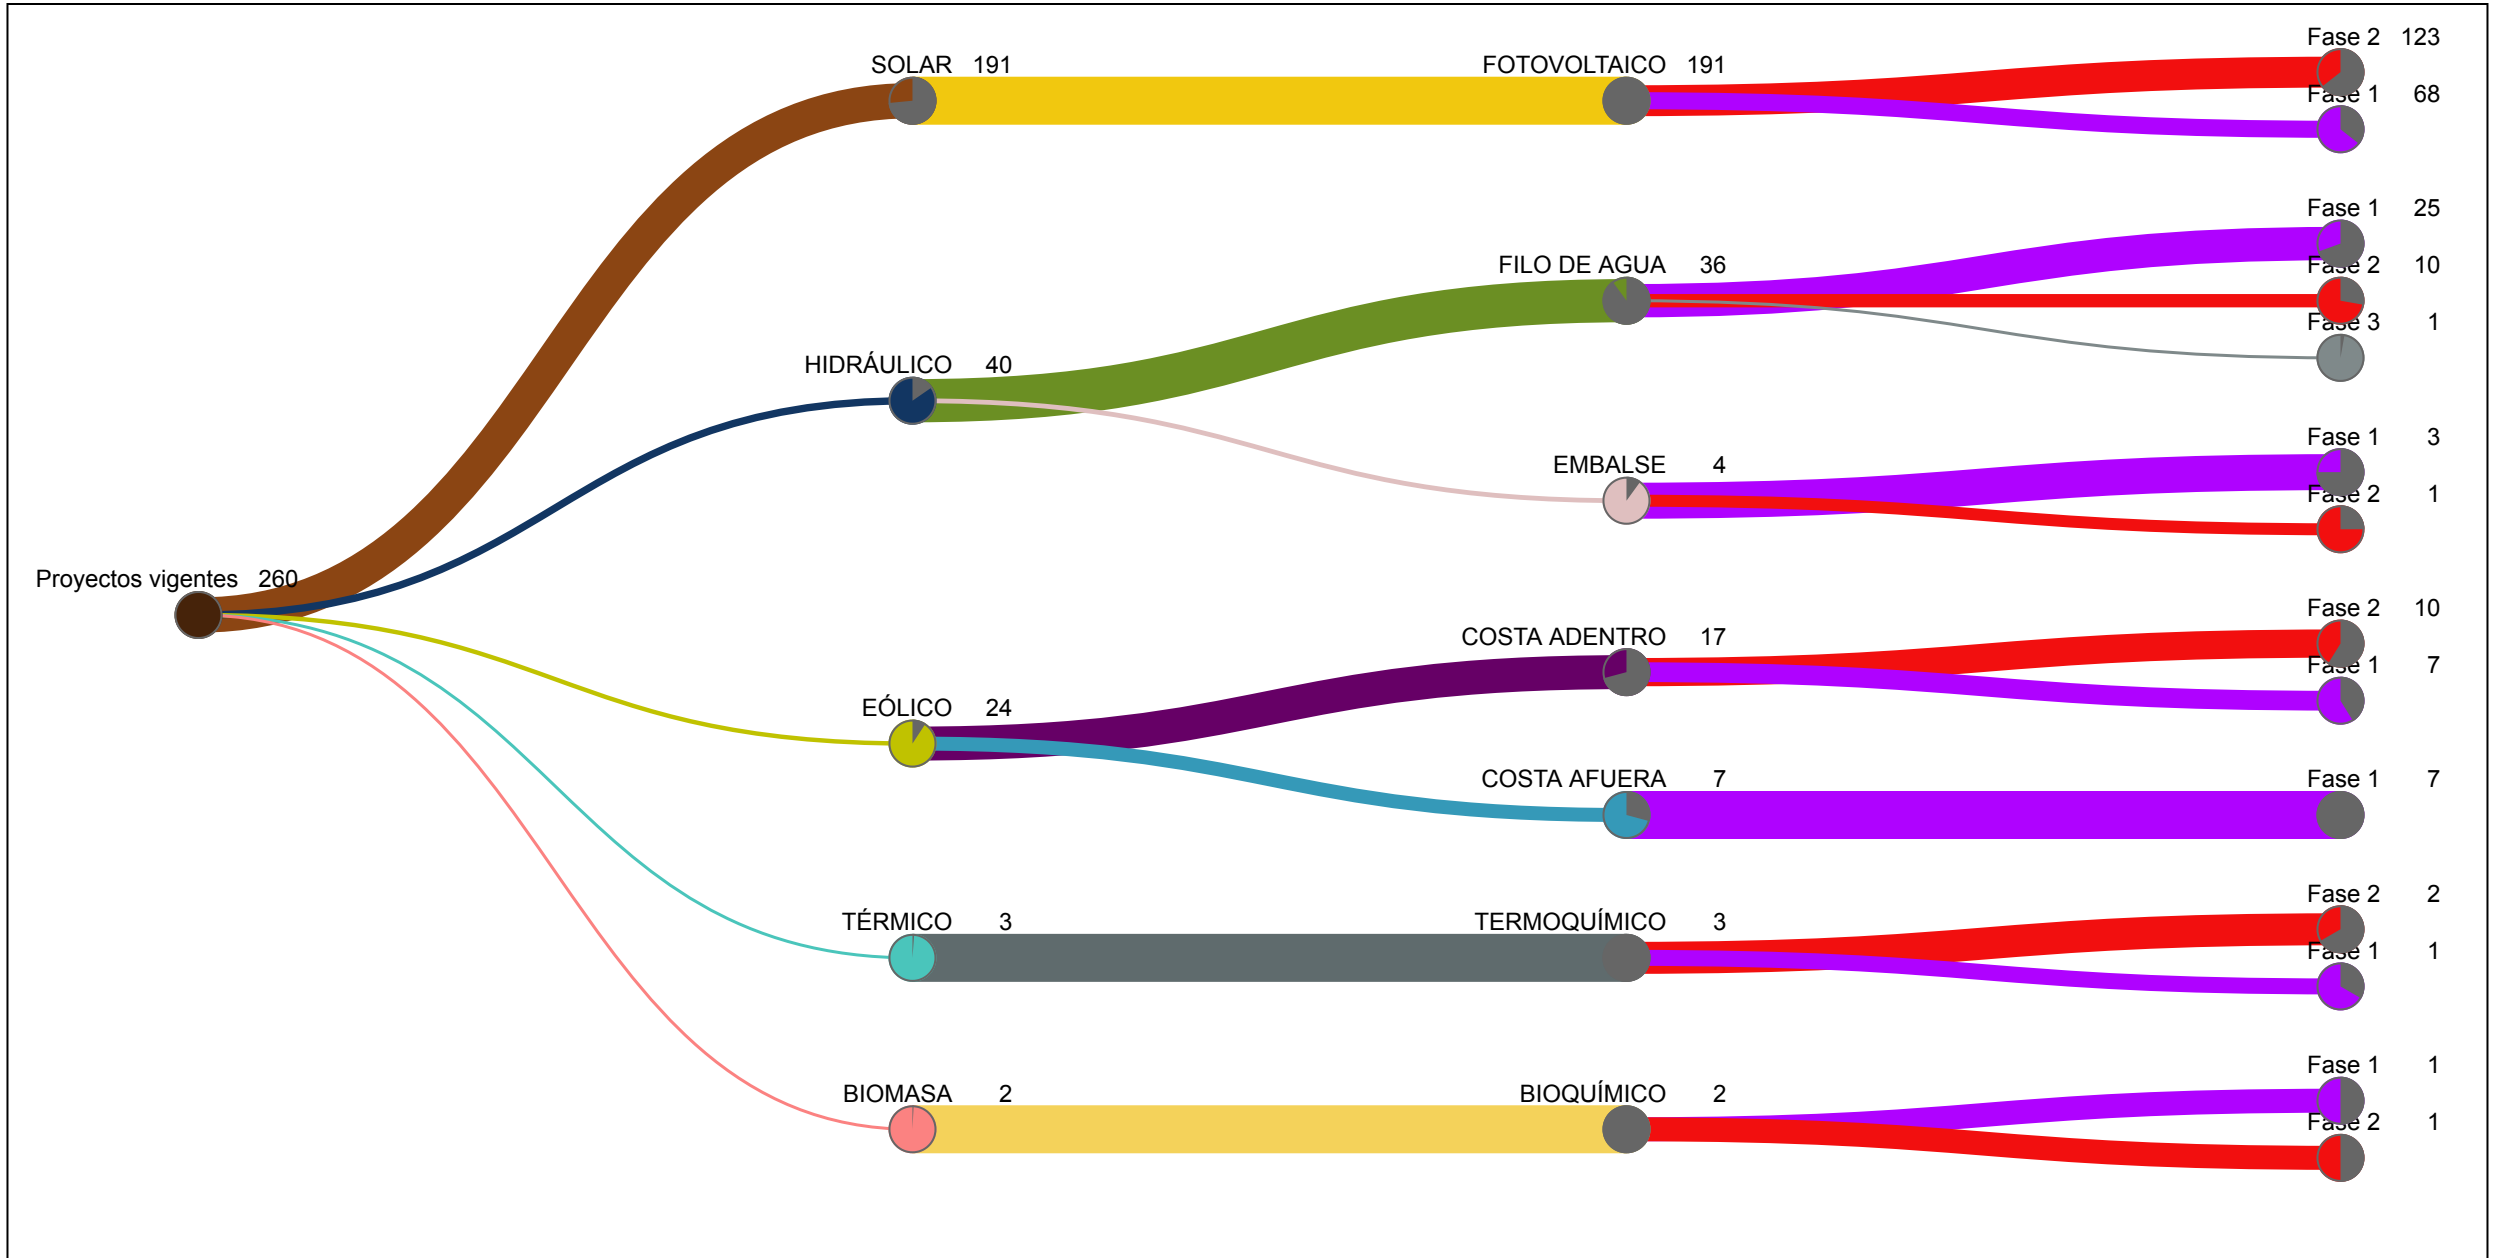 Proyectos vigentes 260
SOLAR 191
FOTOVOLTAICO 191
Fase 2 123
Fase 1 68
HIDRÁULICO 40
FILO DE AGUA 36
Fase 1 25
Fase 2 10
Fase 3 1
EMBALSE 4
Fase 1 3
Fase 2 1
EÓLICO 24
COSTA ADENTRO 17
Fase 2 10
Fase 1 7
COSTA AFUERA 7
Fase 1 7
TÉRMICO 3
TERMOQUÍMICO 3
Fase 2 2
Fase 1 1
BIOMASA 2
BIOQUÍMICO 2
Fase 1 1
Fase 2 1